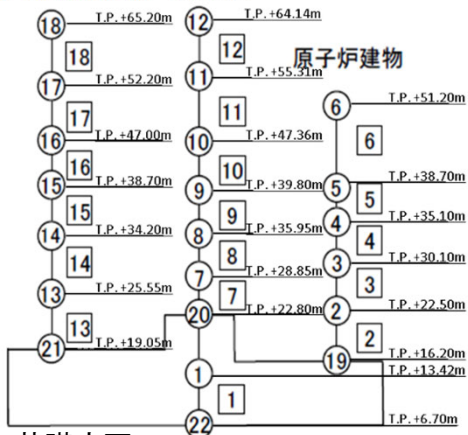 18 T.P. +65.20m
18
17 T.P. +52.20m
17
16 T.P. +47.00m
16
15 T.P. +38.70m
15
14 T.P. +34.20m
14
13 T.P. +25.55m
13
21 T.P. +19.05m
12 T.P. +64.14m
12
11 T.P. +55.31m
11
10 T.P. +47.36m
10
9 T.P. +39.80m
9
8 T.P. +35.95m
8
7 T.P. +28.85m
7
20 T.P. +22.80m
1 T.P. +13.42m
1
22 T.P. +6.70m
原子炉建物
6 T.P. +51.20m
6
5 T.P. +38.70m
5
4 T.P. +35.10m
4
3 T.P. +30.10m
3
2 T.P. +22.50m
2
19 T.P. +16.20m